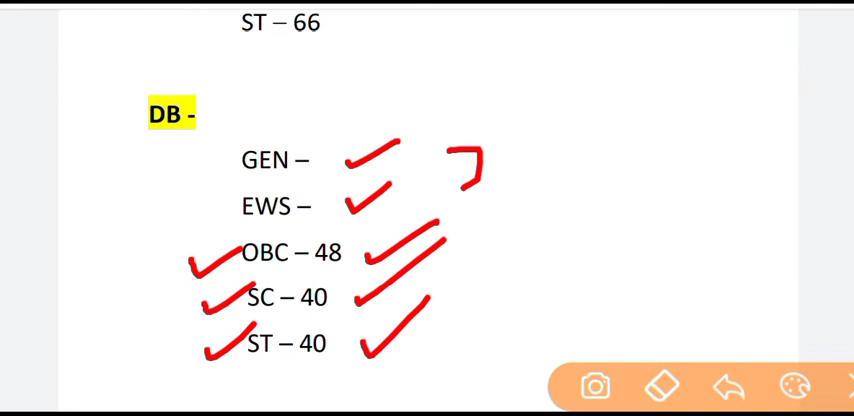 ST – 66
DB -
GEN –
EWS –
OBC – 48
SC – 40
ST – 40